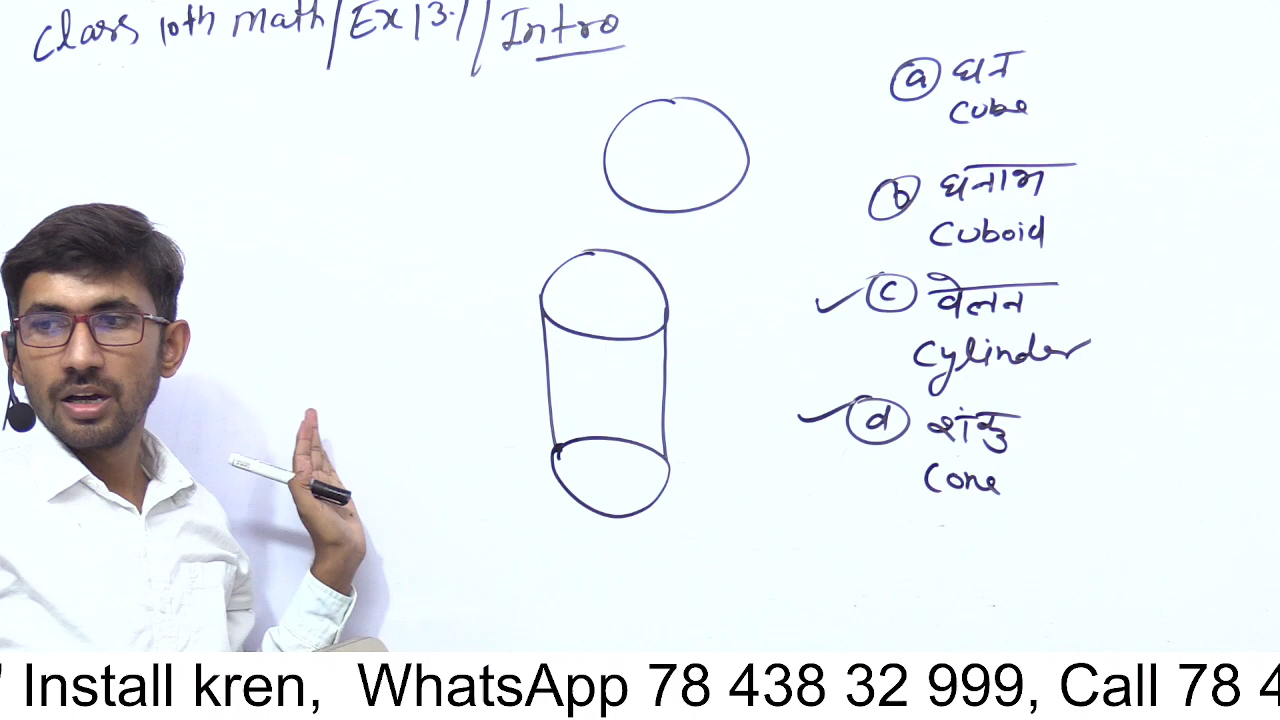 Class 10th math/Ex 13.1/Intro
(a) घन
Cube
(b) घनाभ
Cuboid
✓ (c) वेलन
Cylinder
✓ (d) शंकु
Cone
' Install kren, WhatsApp 78 438 32 999, Call 78 4